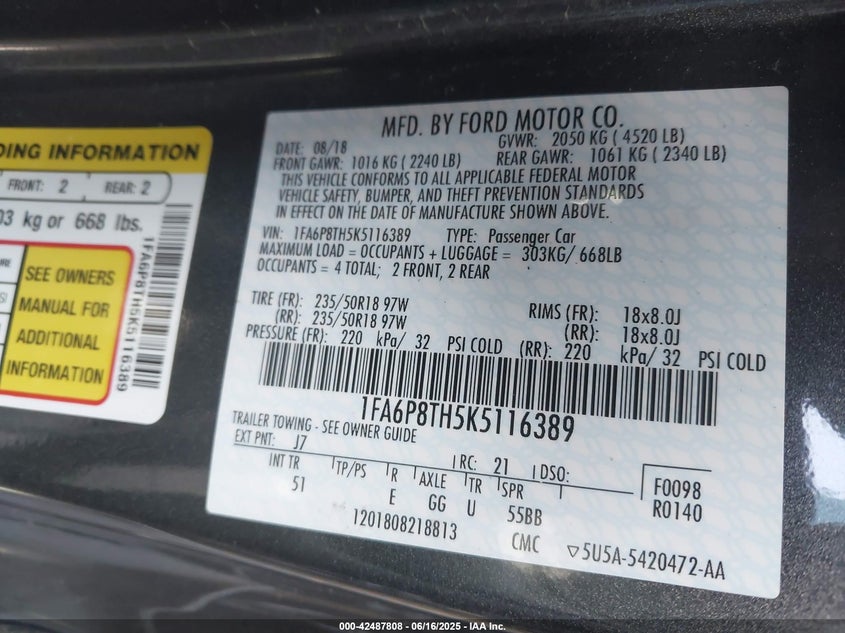 DING INFORMATION
FRONT: 2 REAR: 2
03 kg or 668 lbs.
SEE OWNERS
MANUAL FOR
ADDITIONAL
INFORMATION
1FA6P8TH5K5116389
MFD. BY FORD MOTOR CO.
DATE: 08/18 GVWR: 2050 KG ( 4520 LB)
FRONT GAWR: 1016 KG ( 2240 LB) REAR GAWR: 1061 KG ( 2340 LB)
THIS VEHICLE CONFORMS TO ALL APPLICABLE FEDERAL MOTOR
VEHICLE SAFETY, BUMPER, AND THEFT PREVENTION STANDARDS
IN EFFECT ON THE DATE OF MANUFACTURE SHOWN ABOVE.
VIN: 1FA6P8TH5K5116389 TYPE: Passenger Car
MAXIMUM LOAD = OCCUPANTS + LUGGAGE = 303KG/ 668LB
OCCUPANTS = 4 TOTAL; 2 FRONT, 2 REAR
TIRE (FR): 235/50R18 97W RIMS (FR): 18x8.0J
(RR): 235/50R18 97W (RR): 18x8.0J
PRESSURE (FR): 220 kPa/ 32 PSI COLD (RR): 220 kPa/ 32 PSI COLD
1FA6P8TH5K5116389
TRAILER TOWING - SEE OWNER GUIDE
EXT PNT: J7 RC: 21 DSO:
INT TR TP/PS R AXLE TR SPR F0098
51 E GG U 55BB R0140
1201808218813 CMC ▽5U5A-5420472-AA
000-42487808 - 06/16/2025 - IAA Inc.